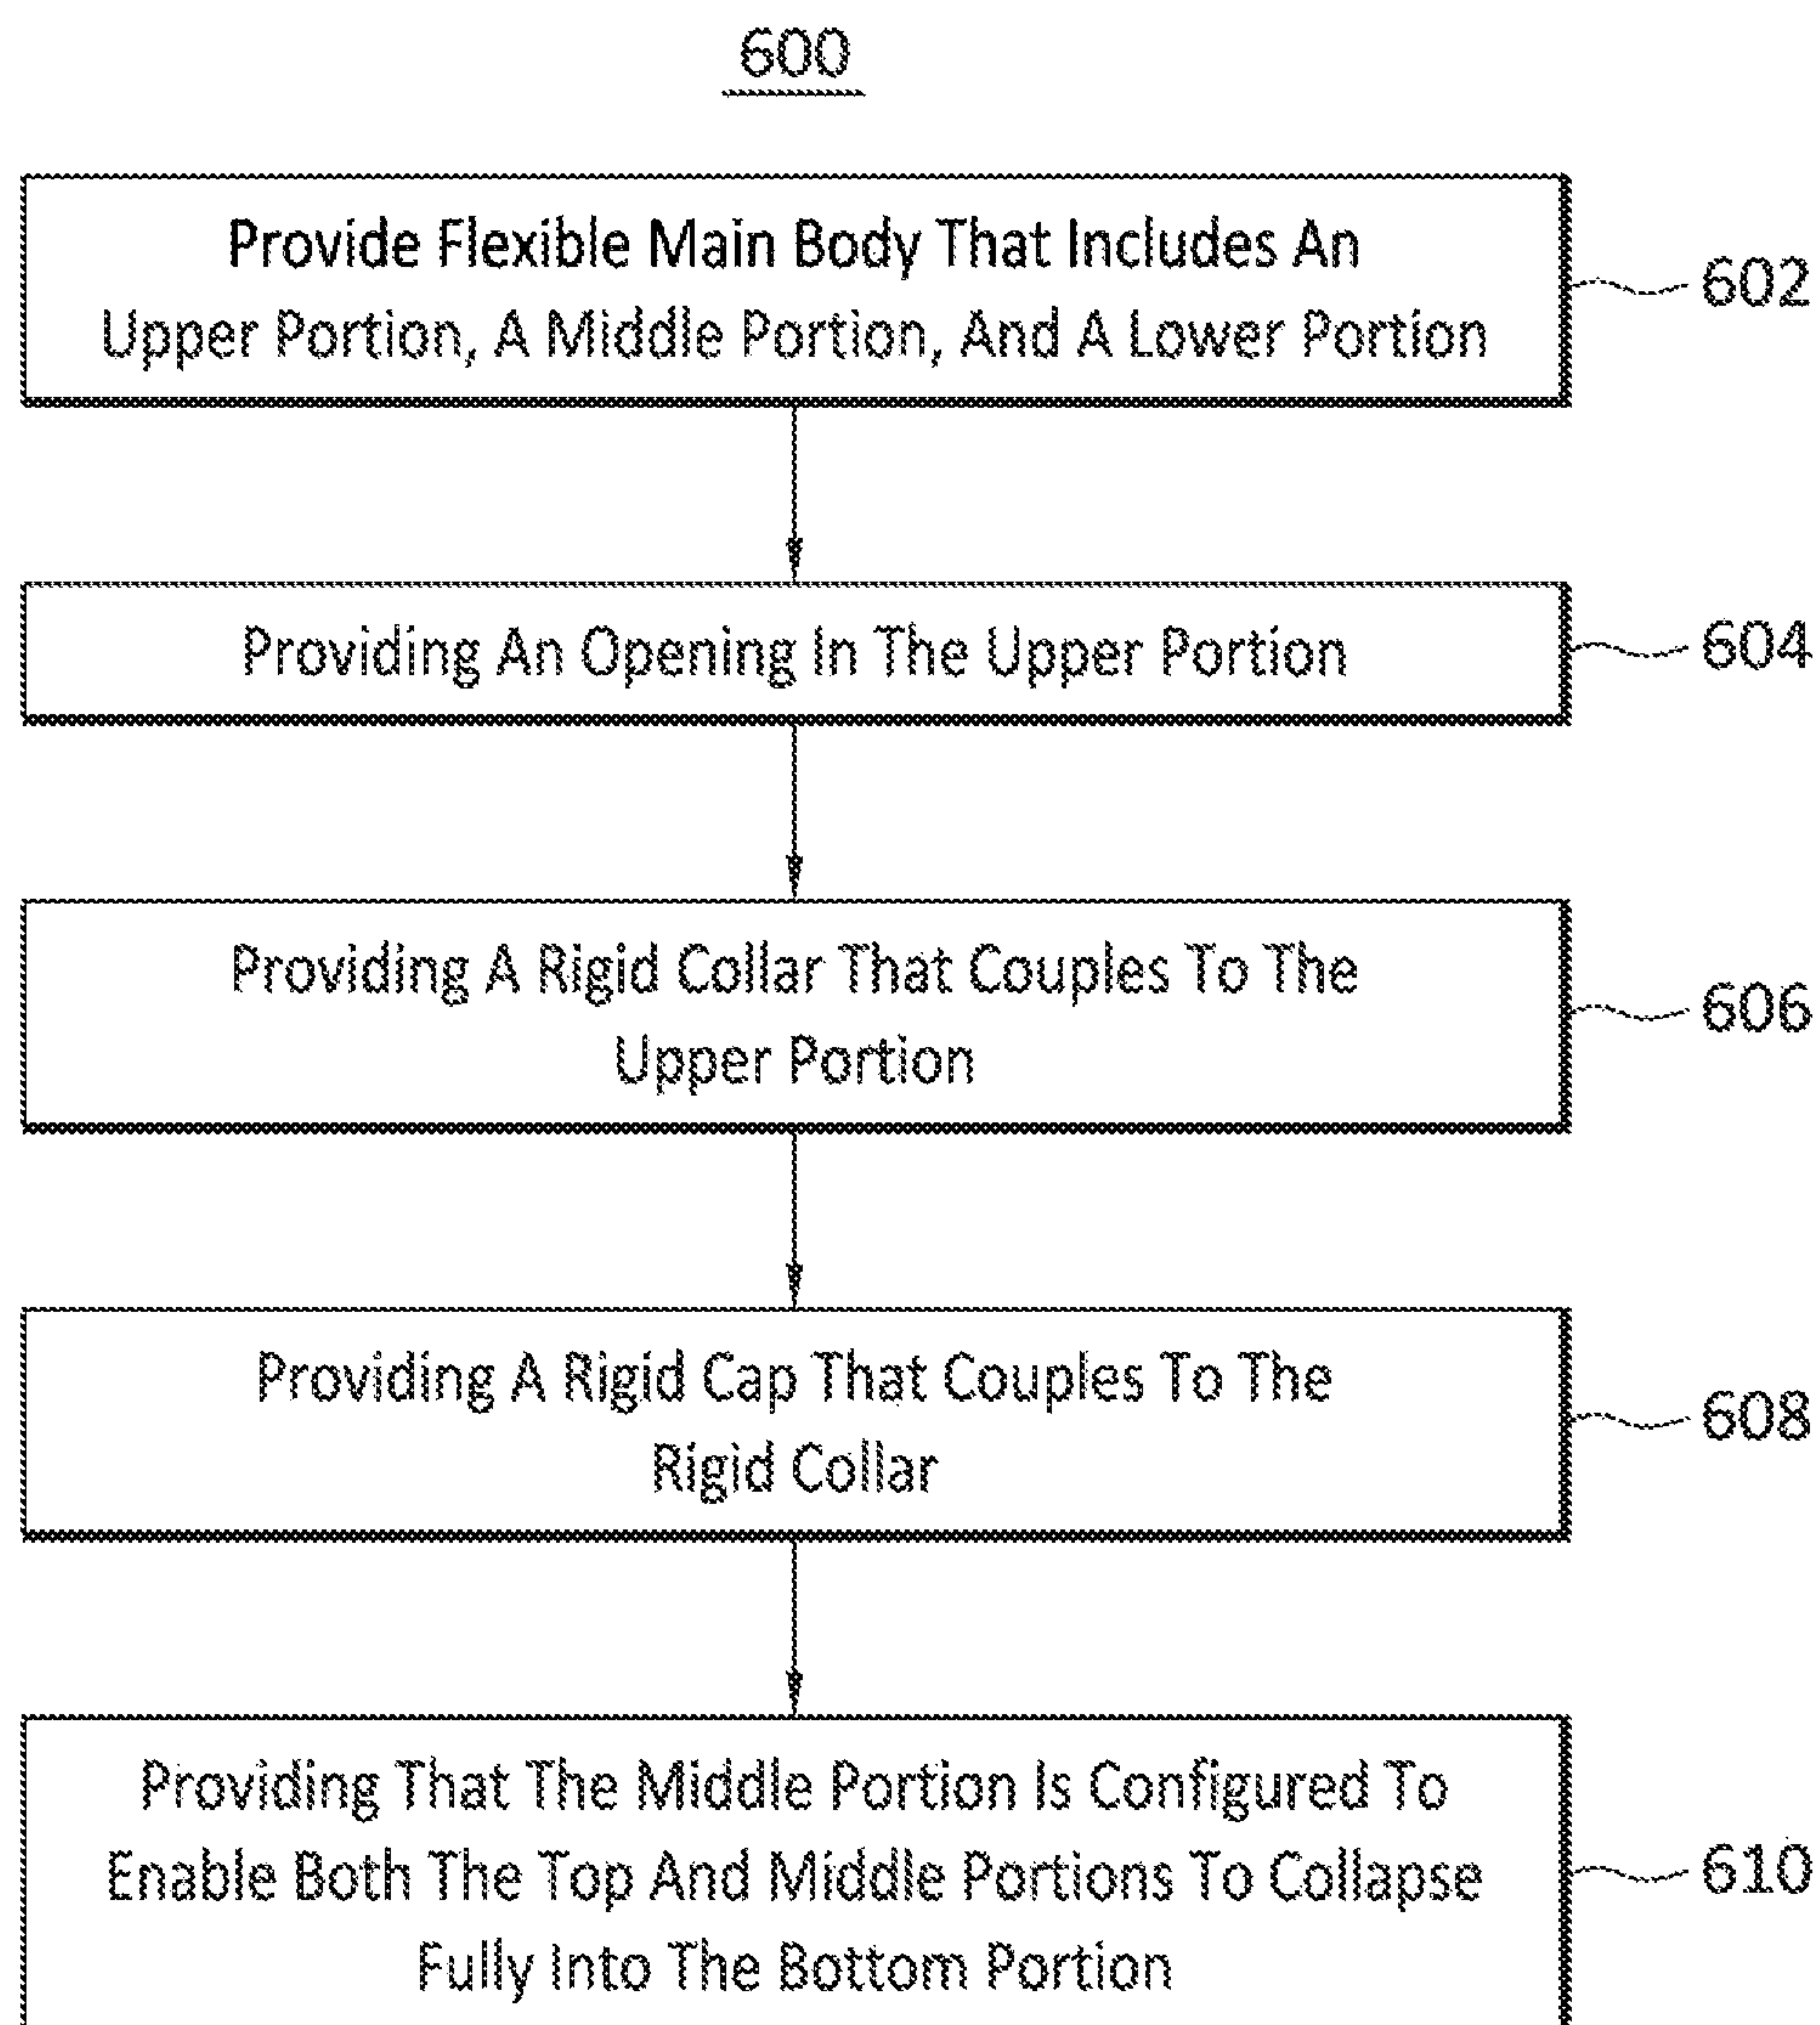 600
Provide Flexible Main Body That Includes An
Upper Portion, A Middle Portion, And A Lower Portion
602
Providing An Opening In The Upper Portion
604
Providing A Rigid Collar That Couples To The
Upper Portion
606
Providing A Rigid Cap That Couples To The
Rigid Collar
608
Providing That The Middle Portion Is Configured To
Enable Both The Top And Middle Portions To Collapse
Fully Into The Bottom Portion
610